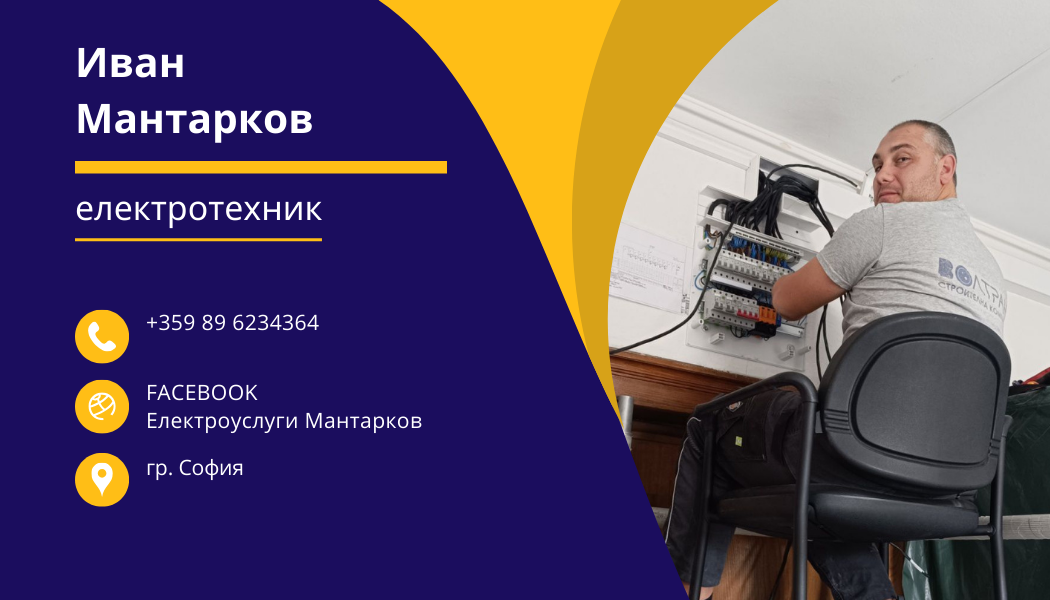 Иван
Мантарков
електротехник
+359 89 6234364
FACEBOOK
Електроуслуги Мантарков
гр. София